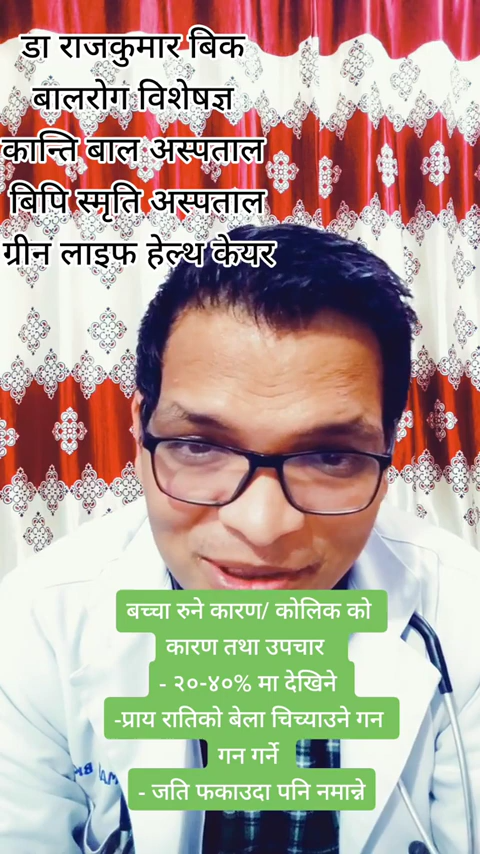 डा राजकुमार बिक
बालरोग विशेषज्ञ
कान्ति बाल अस्पताल
बिपि स्मृति अस्पताल
ग्रीन लाइफ हेल्थ केयर
बच्चा रुने कारण/ कोलिक को
कारण तथा उपचार
- २०-४०% मा देखिने
-प्राय रातिको बेला चिच्याउने गन
गन गर्ने
- जति फकाउदा पनि नमान्ने